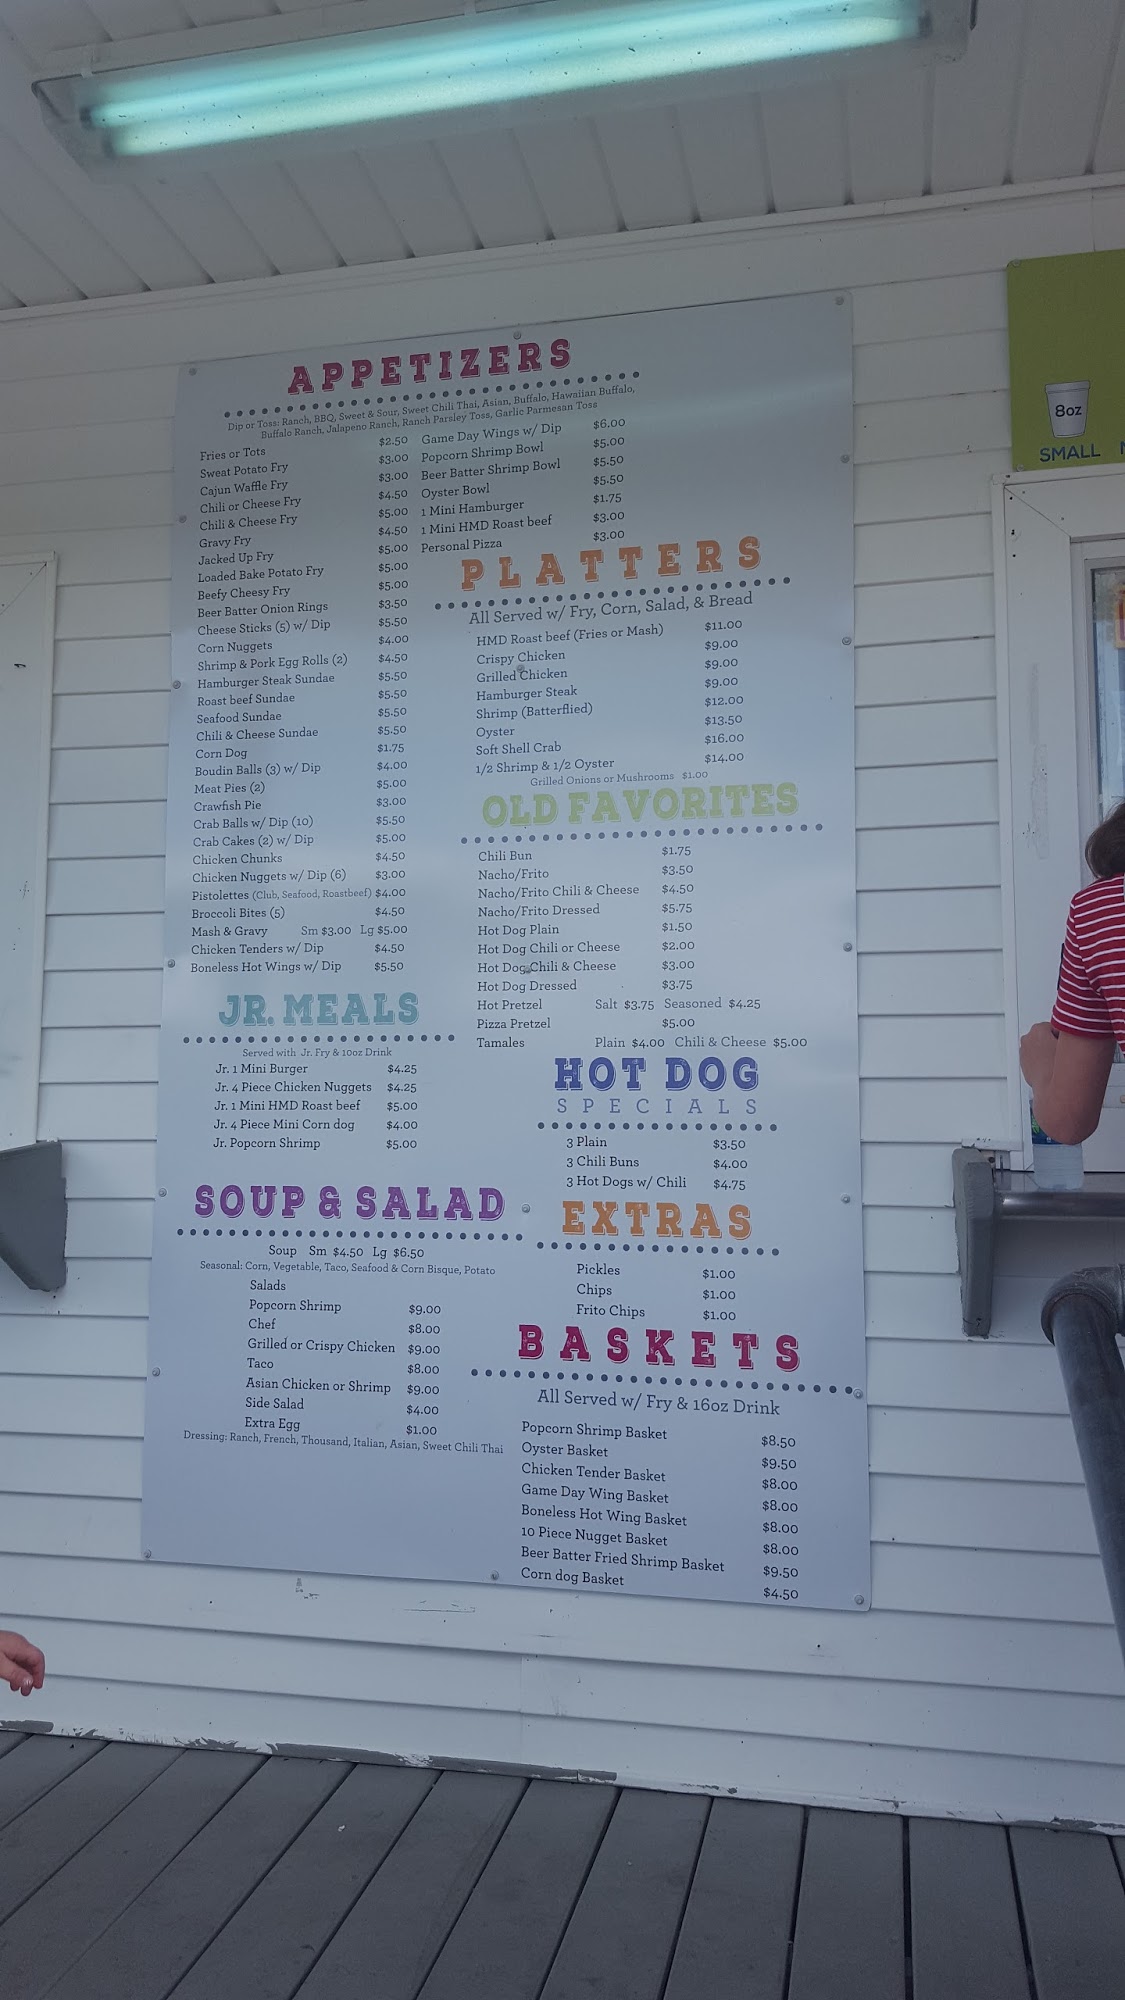 APPETIZERS
Dip or Toss: Ranch, BBQ, Sweet & Sour, Sweet Chili Thai, Asian, Buffalo, Hawaiian Buffalo,
Buffalo Ranch, Jalapeno Ranch, Ranch Parsley Toss, Garlic Parmesan Toss
Fries or Tots $2.50
Sweet Potato Fry $3.00
Cajun Waffle Fry $3.00
Chili or Cheese Fry $4.50
Chili & Cheese Fry $5.00
Gravy Fry $4.50
Jacked Up Fry $5.00
Loaded Bake Potato Fry $5.00
Beefy Cheesy Fry $5.00
Beer Batter Onion Rings $3.50
Cheese Sticks (5) w/ Dip $5.50
Corn Nuggets $4.00
Shrimp & Pork Egg Rolls (2) $4.50
Hamburger Steak Sundae $5.50
Roast beef Sundae $5.50
Seafood Sundae $5.50
Chili & Cheese Sundae $5.50
Corn Dog $1.75
Boudin Balls (3) w/ Dip $4.00
Meat Pies (2) $5.00
Crawfish Pie $3.00
Crab Balls w/ Dip (10) $5.50
Crab Cakes (2) w/ Dip $5.00
Chicken Chunks $4.50
Chicken Nuggets w/ Dip (6) $3.00
Pistolettes (Club, Seafood, Roastbeef) $4.00
Broccoli Bites (5) $4.50
Mash & Gravy Sm $3.00 Lg $5.00
Chicken Tenders w/ Dip $4.50
Boneless Hot Wings w/ Dip $5.50
Game Day Wings w/ Dip $6.00
Popcorn Shrimp Bowl $5.00
Beer Batter Shrimp Bowl $5.50
Oyster Bowl $5.50
1 Mini Hamburger $1.75
1 Mini HMD Roast beef $3.00
Personal Pizza $3.00
JR. MEALS
Served with Jr. Fry & 10oz Drink
Jr. 1 Mini Burger $4.25
Jr. 4 Piece Chicken Nuggets $4.25
Jr. 1 Mini HMD Roast beef $5.00
Jr. 4 Piece Mini Corn dog $4.00
Jr. Popcorn Shrimp $5.00
SOUP & SALAD
Soup Sm $4.50 Lg $6.50
Seasonal: Corn, Vegetable, Taco, Seafood & Corn Bisque, Potato
Salads
Popcorn Shrimp $9.00
Chef $8.00
Grilled or Crispy Chicken $9.00
Taco $8.00
Asian Chicken or Shrimp $9.00
Side Salad $4.00
Extra Egg $1.00
Dressing: Ranch, French, Thousand, Italian, Asian, Sweet Chili Thai
PLATTERS
All Served w/ Fry, Corn, Salad, & Bread
HMD Roast beef (Fries or Mash) $11.00
Crispy Chicken $9.00
Grilled Chicken $9.00
Hamburger Steak $9.00
Shrimp (Batterflied) $12.00
Oyster $13.50
Soft Shell Crab $16.00
1/2 Shrimp & 1/2 Oyster $14.00
Grilled Onions or Mushrooms $1.00
OLD FAVORITES
Chili Bun $1.75
Nacho/Frito $3.50
Nacho/Frito Chili & Cheese $4.50
Nacho/Frito Dressed $5.75
Hot Dog Plain $1.50
Hot Dog Chili or Cheese $2.00
Hot Dog Chili & Cheese $3.00
Hot Dog Dressed $3.75
Hot Pretzel Salt $3.75 Seasoned $4.25
Pizza Pretzel $5.00
Tamales Plain $4.00 Chili & Cheese $5.00
HOT DOG
SPECIALS
3 Plain $3.50
3 Chili Buns $4.00
3 Hot Dogs w/ Chili $4.75
EXTRAS
Pickles $1.00
Chips $1.00
Frito Chips $1.00
BASKETS
All Served w/ Fry & 16oz Drink
Popcorn Shrimp Basket $8.50
Oyster Basket $9.50
Chicken Tender Basket $8.00
Game Day Wing Basket $8.00
Boneless Hot Wing Basket $8.00
10 Piece Nugget Basket $8.00
Beer Batter Fried Shrimp Basket $9.50
Corn dog Basket $4.50
8oz
SMALL